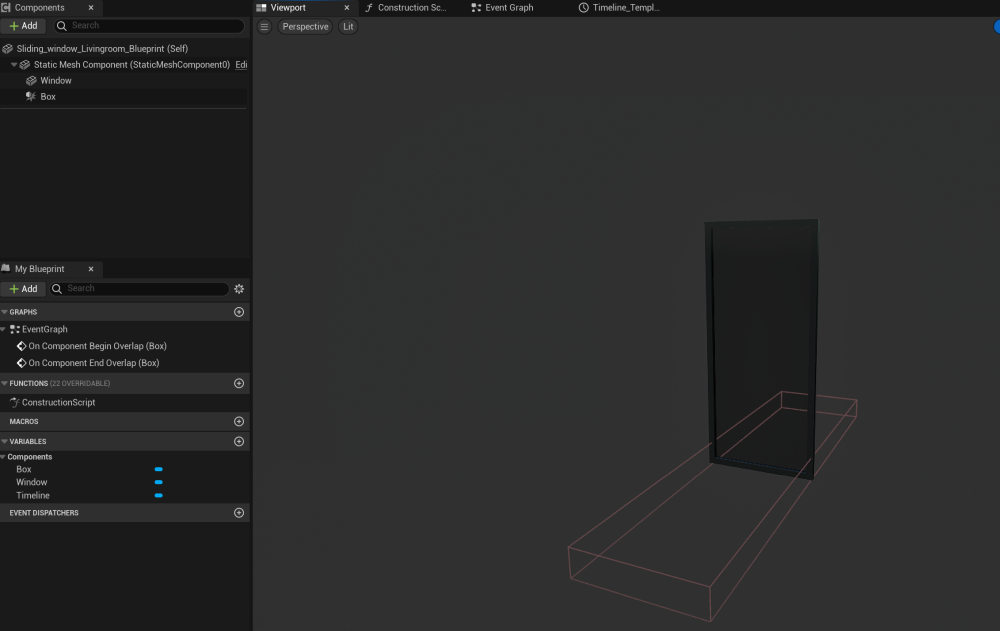 Components
Add
Search
Sliding_window_Livingroom_Blueprint (Self)
Static Mesh Component (StaticMeshComponent0) Edi
Window
Box
My Blueprint
Add
Search
GRAPHS
EventGraph
On Component Begin Overlap (Box)
On Component End Overlap (Box)
FUNCTIONS (22 OVERRIDABLE)
ConstructionScript
MACROS
VARIABLES
Components
Box
Window
Timeline
EVENT DISPATCHERS
Viewport
Construction Sc...
Event Graph
Timeline_Templ...
Perspective
Lit